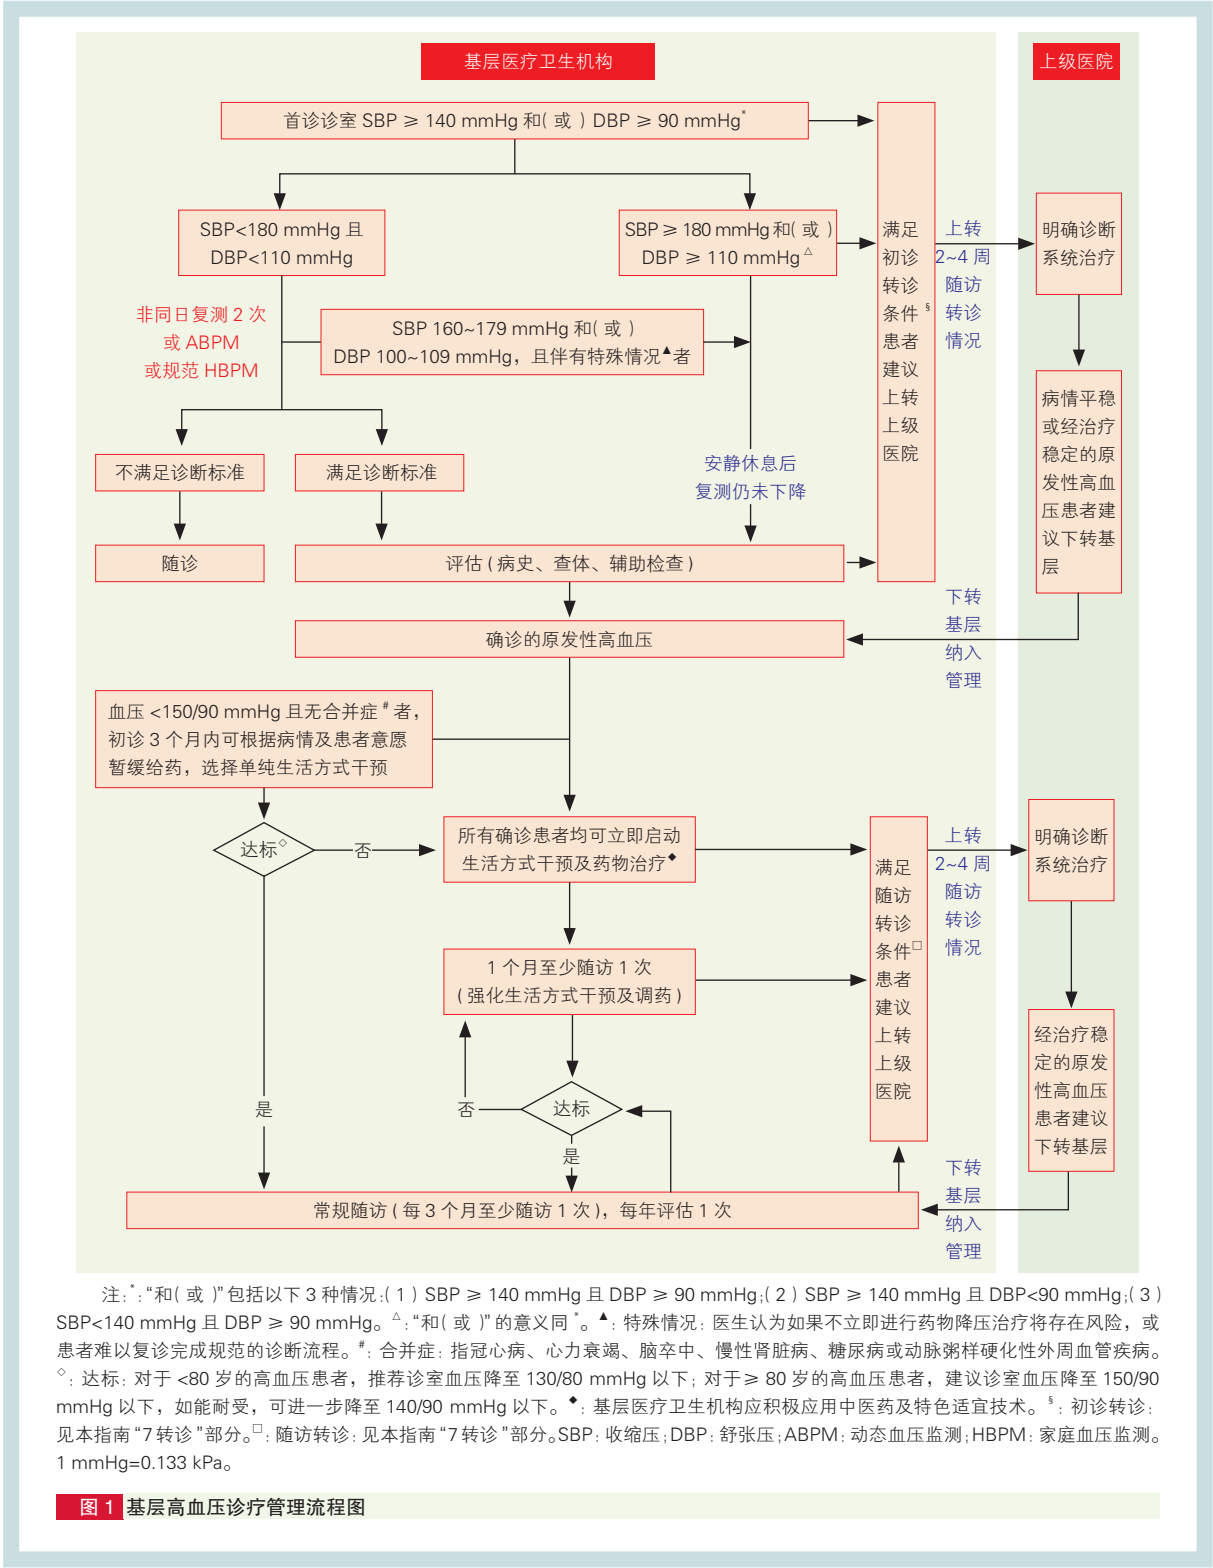 基层医疗卫生机构
上级医院
首诊诊室 SBP ≥ 140 mmHg 和( 或 ) DBP ≥ 90 mmHg*
SBP<180 mmHg 且
DBP<110 mmHg
SBP ≥ 180 mmHg 和( 或 )
DBP ≥ 110 mmHg△
满足
初诊
转诊
条件§
患者
建议
上转
上级
医院
上转
2~4 周
随访
转诊
情况
明确诊断
系统治疗
非同日复测 2 次
或 ABPM
或规范 HBPM
SBP 160~179 mmHg 和( 或 )
DBP 100~109 mmHg，且伴有特殊情况▲者
病情平稳
或经治疗
稳定的原
发性高血
压患者建
议下转基
层
不满足诊断标准
满足诊断标准
安静休息后
复测仍未下降
随诊
评估 ( 病史、查体、辅助检查 )
确诊的原发性高血压
下转
基层
纳入
管理
血压 <150/90 mmHg 且无合并症#者，
初诊 3 个月内可根据病情及患者意愿
暂缓给药，选择单纯生活方式干预
达标◇
否
所有确诊患者均可立即启动
生活方式干预及药物治疗◆
满足
随访
转诊
条件□
患者
建议
上转
上级
医院
上转
2~4 周
随访
转诊
情况
明确诊断
系统治疗
1 个月至少随访 1 次
( 强化生活方式干预及调药 )
经治疗稳
定的原发
性高血压
患者建议
下转基层
是
否
达标
是
常规随访 ( 每 3 个月至少随访 1 次 )，每年评估 1 次
下转
基层
纳入
管理
注:*:“和( 或 )”包括以下 3 种情况:( 1 ) SBP ≥ 140 mmHg 且 DBP ≥ 90 mmHg;( 2 ) SBP ≥ 140 mmHg 且 DBP<90 mmHg;( 3 )
SBP<140 mmHg 且 DBP ≥ 90 mmHg。△:“和( 或 )”的意义同*。▲: 特殊情况: 医生认为如果不立即进行药物降压治疗将存在风险，或
患者难以复诊完成规范的诊断流程。#: 合并症: 指冠心病、心力衰竭、脑卒中、慢性肾脏病、糖尿病或动脉粥样硬化性外周血管疾病。
◇: 达标: 对于 <80 岁的高血压患者，推荐诊室血压降至 130/80 mmHg 以下; 对于≥ 80 岁的高血压患者，建议诊室血压降至 150/90
mmHg 以下，如能耐受，可进一步降至 140/90 mmHg 以下。◆: 基层医疗卫生机构应积极应用中医药及特色适宜技术。§: 初诊转诊:
见本指南“7 转诊”部分。□: 随访转诊: 见本指南“7 转诊”部分。SBP: 收缩压;DBP: 舒张压;ABPM: 动态血压监测;HBPM: 家庭血压监测。
1 mmHg=0.133 kPa。
图 1 基层高血压诊疗管理流程图